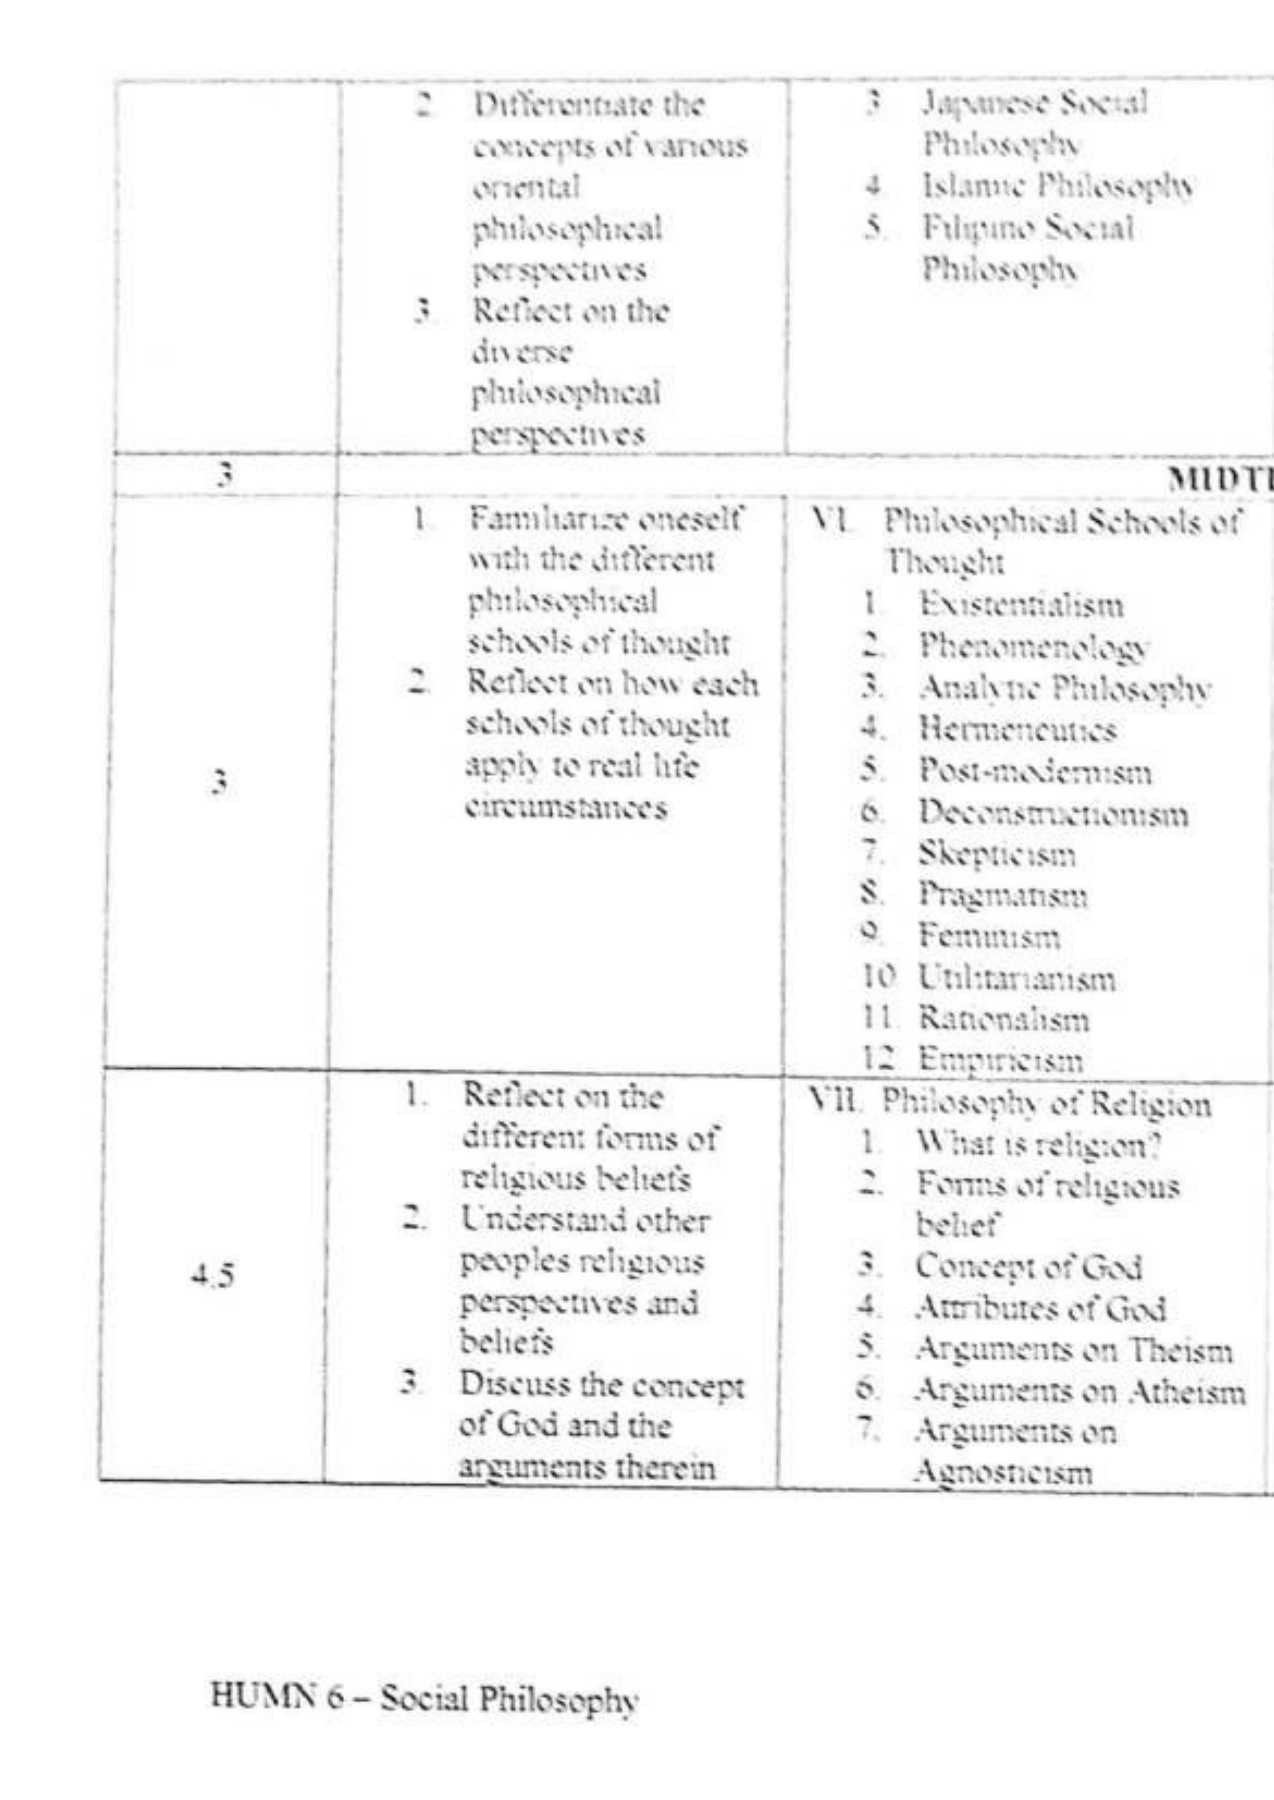 2. Differentiate the
concepts of various
oriental
philosophical
perspectives
3. Reflect on the
diverse
philosophical
perspectives
3 Japanese Social
Philosophy
4. Islamic Philosophy
5. Filipino Social
Philosophy
3
MIDTE
3
1. Familiarize oneself
with the different
philosophical
schools of thought
2. Reflect on how each
schools of thought
apply to real life
circumstances
VI. Philosophical Schools of
Thought
1. Existentialism
2. Phenomenology
3. Analytic Philosophy
4. Hermeneutics
5. Post-modernism
6. Deconstructionism
7. Skepticism
8. Pragmatism
9. Feminism
10 Utilitarianism
11. Rationalism
12 Empiricism
4.5
1. Reflect on the
different forms of
religious beliefs
2. Understand other
peoples religious
perspectives and
beliefs
3. Discuss the concept
of God and the
arguments therein
VII. Philosophy of Religion
1. What is religion?
2. Forms of religious
belief
3. Concept of God
4. Attributes of God
5. Arguments on Theism
6. Arguments on Atheism
7. Arguments on
Agnosticism
HUMN 6 – Social Philosophy